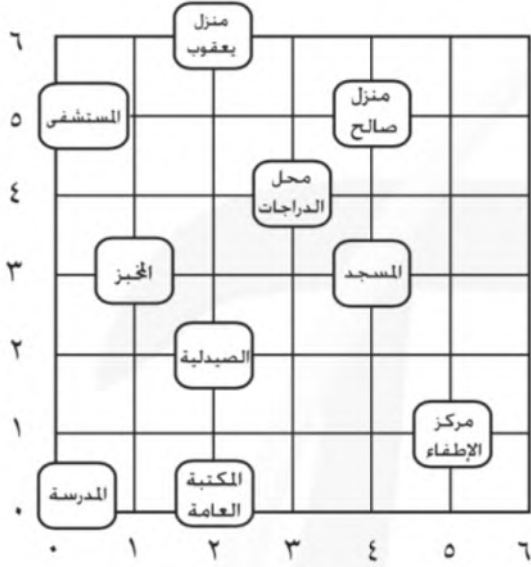 ٦
منزل
يعقوب
٥
المستشفى
منزل
صالح
٤
محل
الدراجات
٣
المخبز
المسجد
٢
الصيدلية
١
مركز
الإطفاء
٠
المدرسة
المكتبة
العامة
٠ ١ ٢ ٣ ٤ ٥ ٦